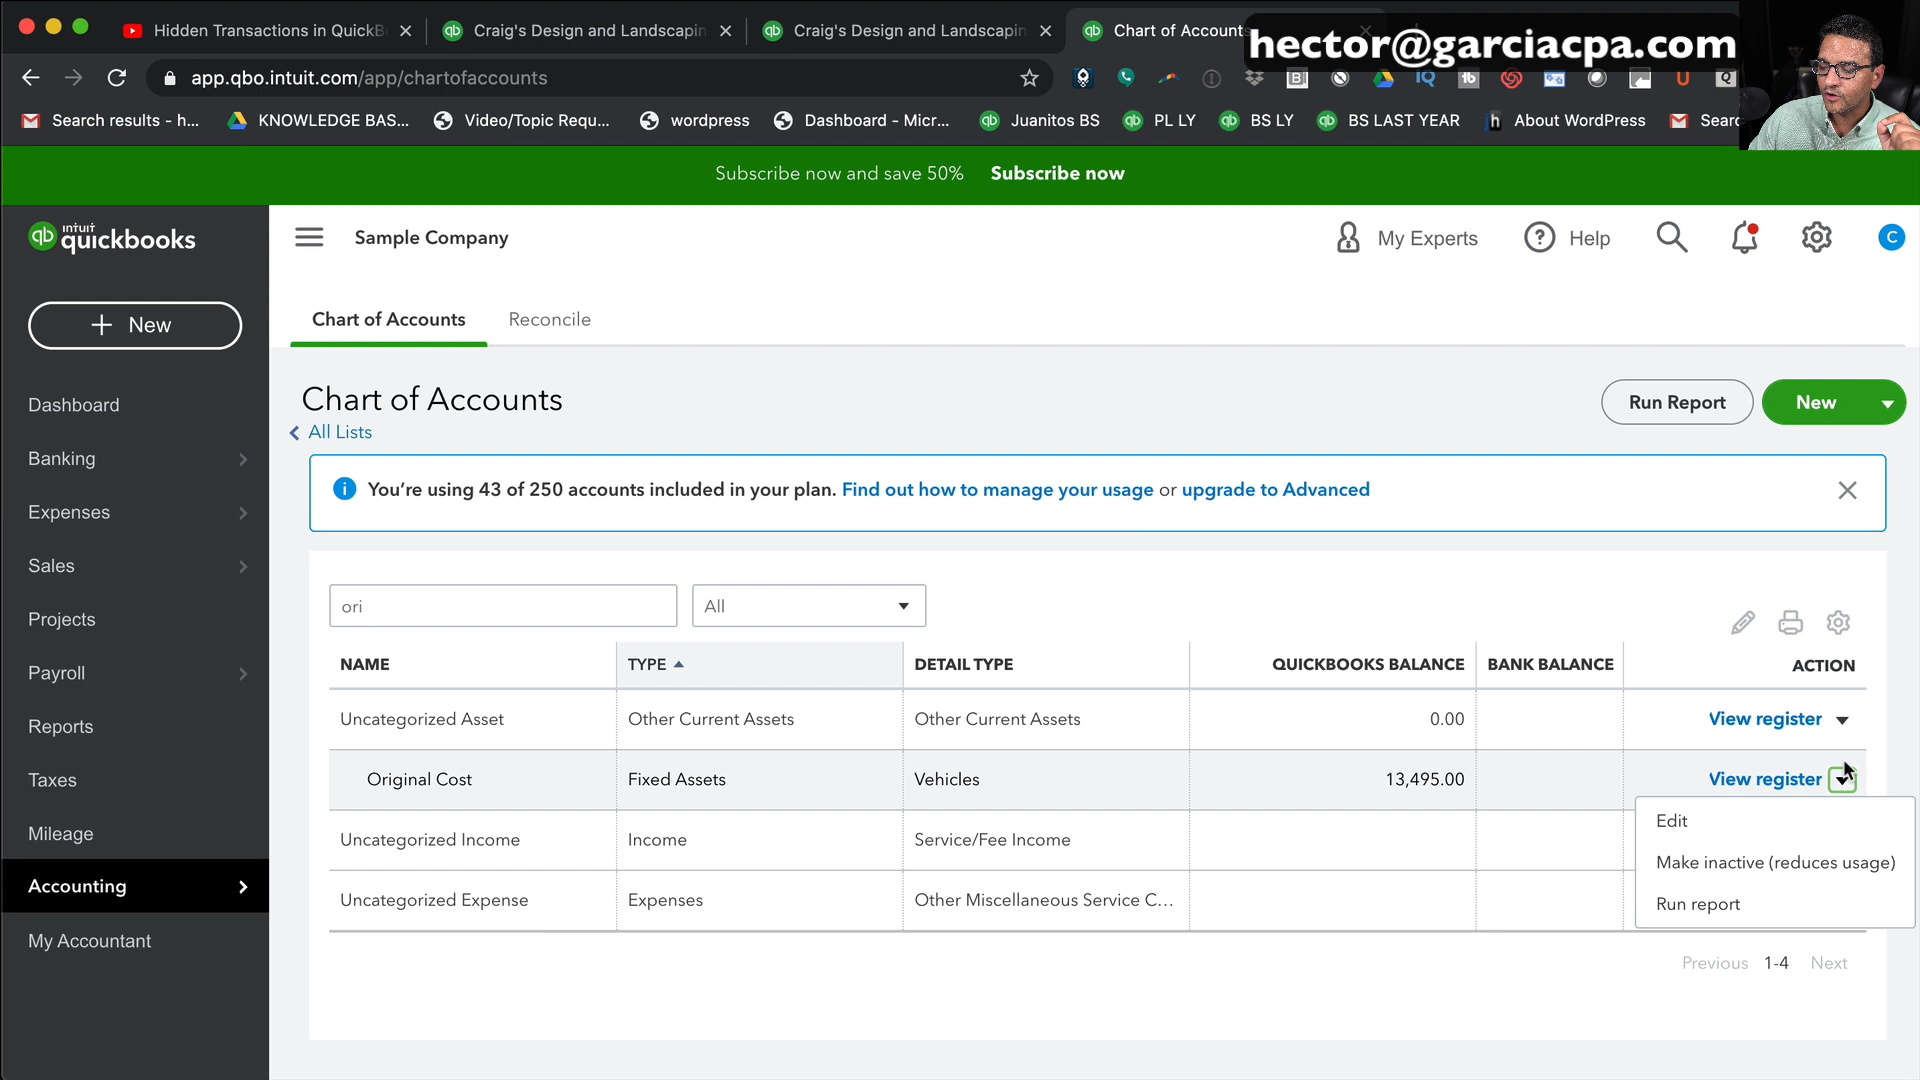 Hidden Transactions in QuickB
Craig's Design and Landscapin
Craig's Design and Landscapin
Chart of Accounts
hector@garciacpa.com
app.qbo.intuit.com/app/chartofaccounts
Search results - h...
KNOWLEDGE BAS...
Video/Topic Requ...
wordpress
Dashboard - Micr...
Juanitos BS
PL LY
BS LY
BS LAST YEAR
About WordPress
Searc
Subscribe now and save 50% Subscribe now
intuit
quickbooks
Sample Company
My Experts
Help
C
New
Dashboard
Banking
Expenses
Sales
Projects
Payroll
Reports
Taxes
Mileage
Accounting
My Accountant
Chart of Accounts
Reconcile
Chart of Accounts
All Lists
Run Report
New
You're using 43 of 250 accounts included in your plan. Find out how to manage your usage or upgrade to Advanced
ori
All
NAME TYPE DETAIL TYPE QUICKBOOKS BALANCE BANK BALANCE ACTION
Uncategorized Asset Other Current Assets Other Current Assets 0.00 View register
Original Cost Fixed Assets Vehicles 13,495.00 View register
Uncategorized Income Income Service/Fee Income
Uncategorized Expense Expenses Other Miscellaneous Service C...
Edit
Make inactive (reduces usage)
Run report
Previous 1-4 Next